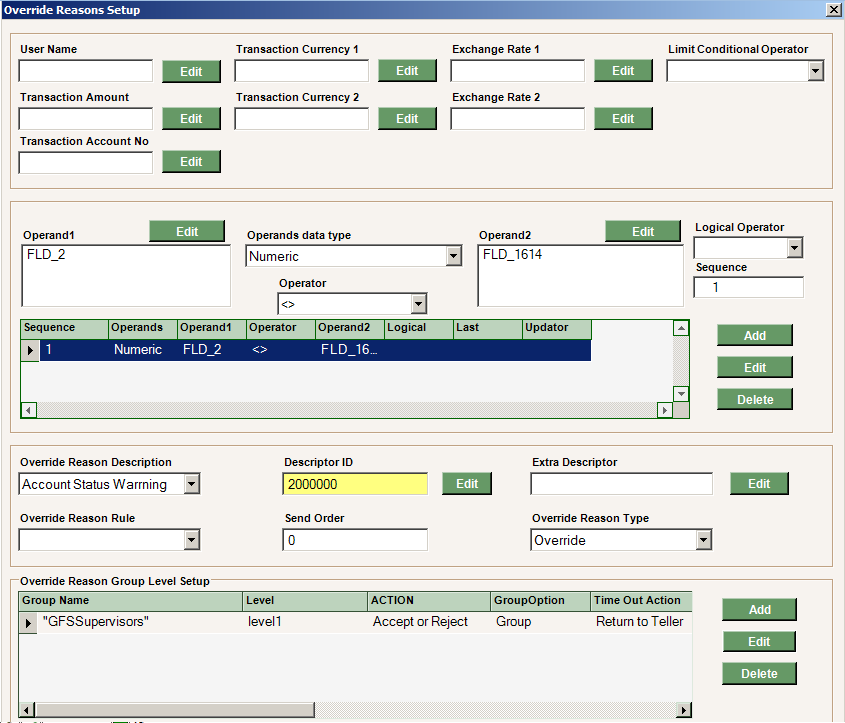 Override Reasons Setup
User Name Transaction Currency 1 Exchange Rate 1 Limit Conditional Operator
Edit Edit Edit
Transaction Amount Transaction Currency 2 Exchange Rate 2
Edit Edit Edit
Transaction Account No
Edit
Operand1 Edit Operands data type Operand2 Edit Logical Operator
FLD_2 Numeric FLD_1614
Operator Sequence
<> 1
Sequence Operands Operand1 Operator Operand2 Logical Last Updator
1 Numeric FLD_2 <> FLD_16...
Add
Edit
Delete
Override Reason Description Descriptor ID Extra Descriptor
Account Status Warrning 2000000 Edit Edit
Override Reason Rule Send Order Override Reason Type
0 Override
Override Reason Group Level Setup
Group Name Level ACTION GroupOption Time Out Action
"GFSSupervisors" level1 Accept or Reject Group Return to Teller
Add
Edit
Delete